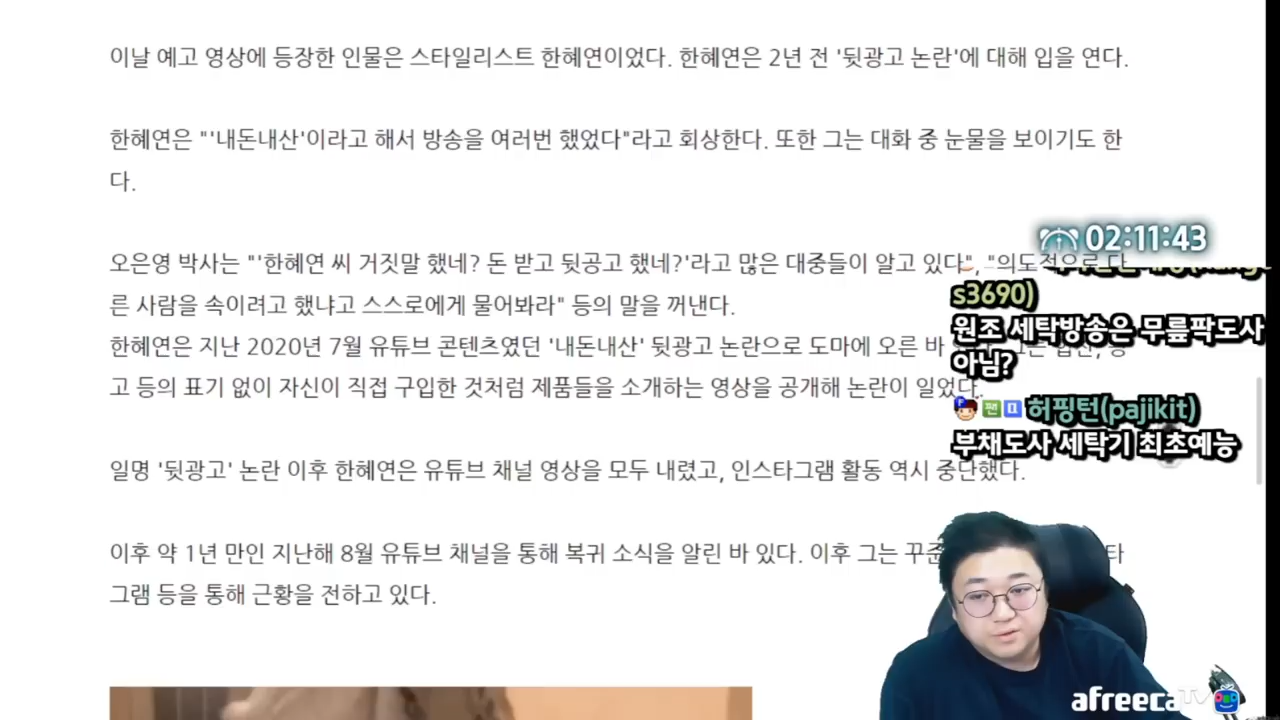 이날 예고 영상에 등장한 인물은 스타일리스트 한혜연이었다. 한혜연은 2년 전 '뒷광고 논란'에 대해 입을 연다.
한혜연은 "'내돈내산'이라고 해서 방송을 여러번 했었다"라고 회상한다. 또한 그는 대화 중 눈물을 보이기도 한
다.
오은영 박사는 "'한혜연 씨 거짓말 했네? 돈 받고 뒷공고 했네?'라고 많은 대중들이 알고 있다", "의도적으로 다
른 사람을 속이려고 했냐고 스스로에게 물어봐라" 등의 말을 꺼낸다.
한혜연은 지난 2020년 7월 유튜브 콘텐츠였던 '내돈내산' 뒷광고 논란으로 도마에 오른 바
고 등의 표기 없이 자신이 직접 구입한 것처럼 제품들을 소개하는 영상을 공개해 논란이 일었다.
일명 '뒷광고' 논란 이후 한혜연은 유튜브 채널 영상을 모두 내렸고, 인스타그램 활동 역시 중단했다.
이후 약 1년 만인 지난해 8월 유튜브 채널을 통해 복귀 소식을 알린 바 있다. 이후 그는 꾸준
그램 등을 통해 근황을 전하고 있다.
02:11:43
s3690)
원조 세탁방송은 무릎팍도사
아님?
허핑턴(pajikit)
부채도사 세탁기 최초예능
afreecaTV